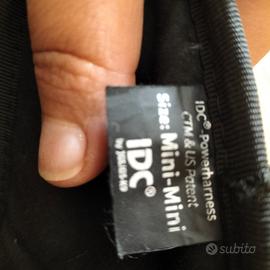 IDC® Powerharness
CTM & US Patent
Size: Mini-Mini
IDC®
by JULIUS-K9
subito